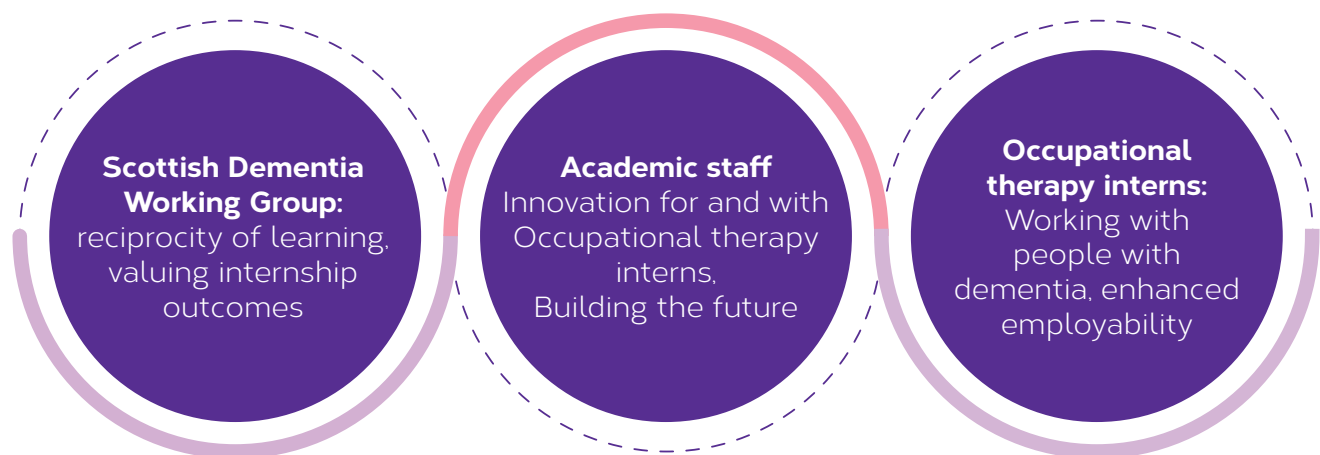 Scottish Dementia
Working Group:
reciprocity of learning,
valuing internship
outcomes
Academic staff
Innovation for and with
Occupational therapy
interns,
Building the future
Occupational
therapy interns:
Working with
people with
dementia, enhanced
employability